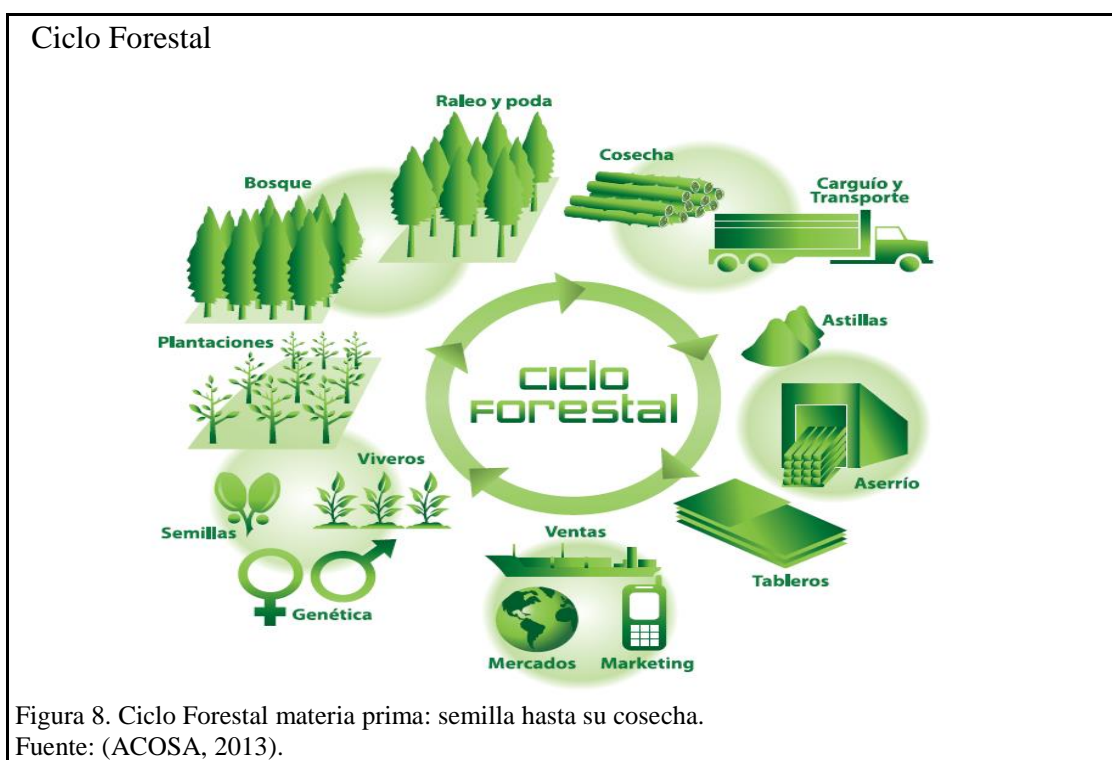 Ciclo Forestal
Raleo y poda
Cosecha
Bosque
Carguío y
Transporte
Astillas
Plantaciones
ciclo
Forestal
Viveros
Aserrío
Semillas
Ventas
Tableros
Genética
Mercados
Marketing
Figura 8. Ciclo Forestal materia prima: semilla hasta su cosecha.
Fuente: (ACOSA, 2013).